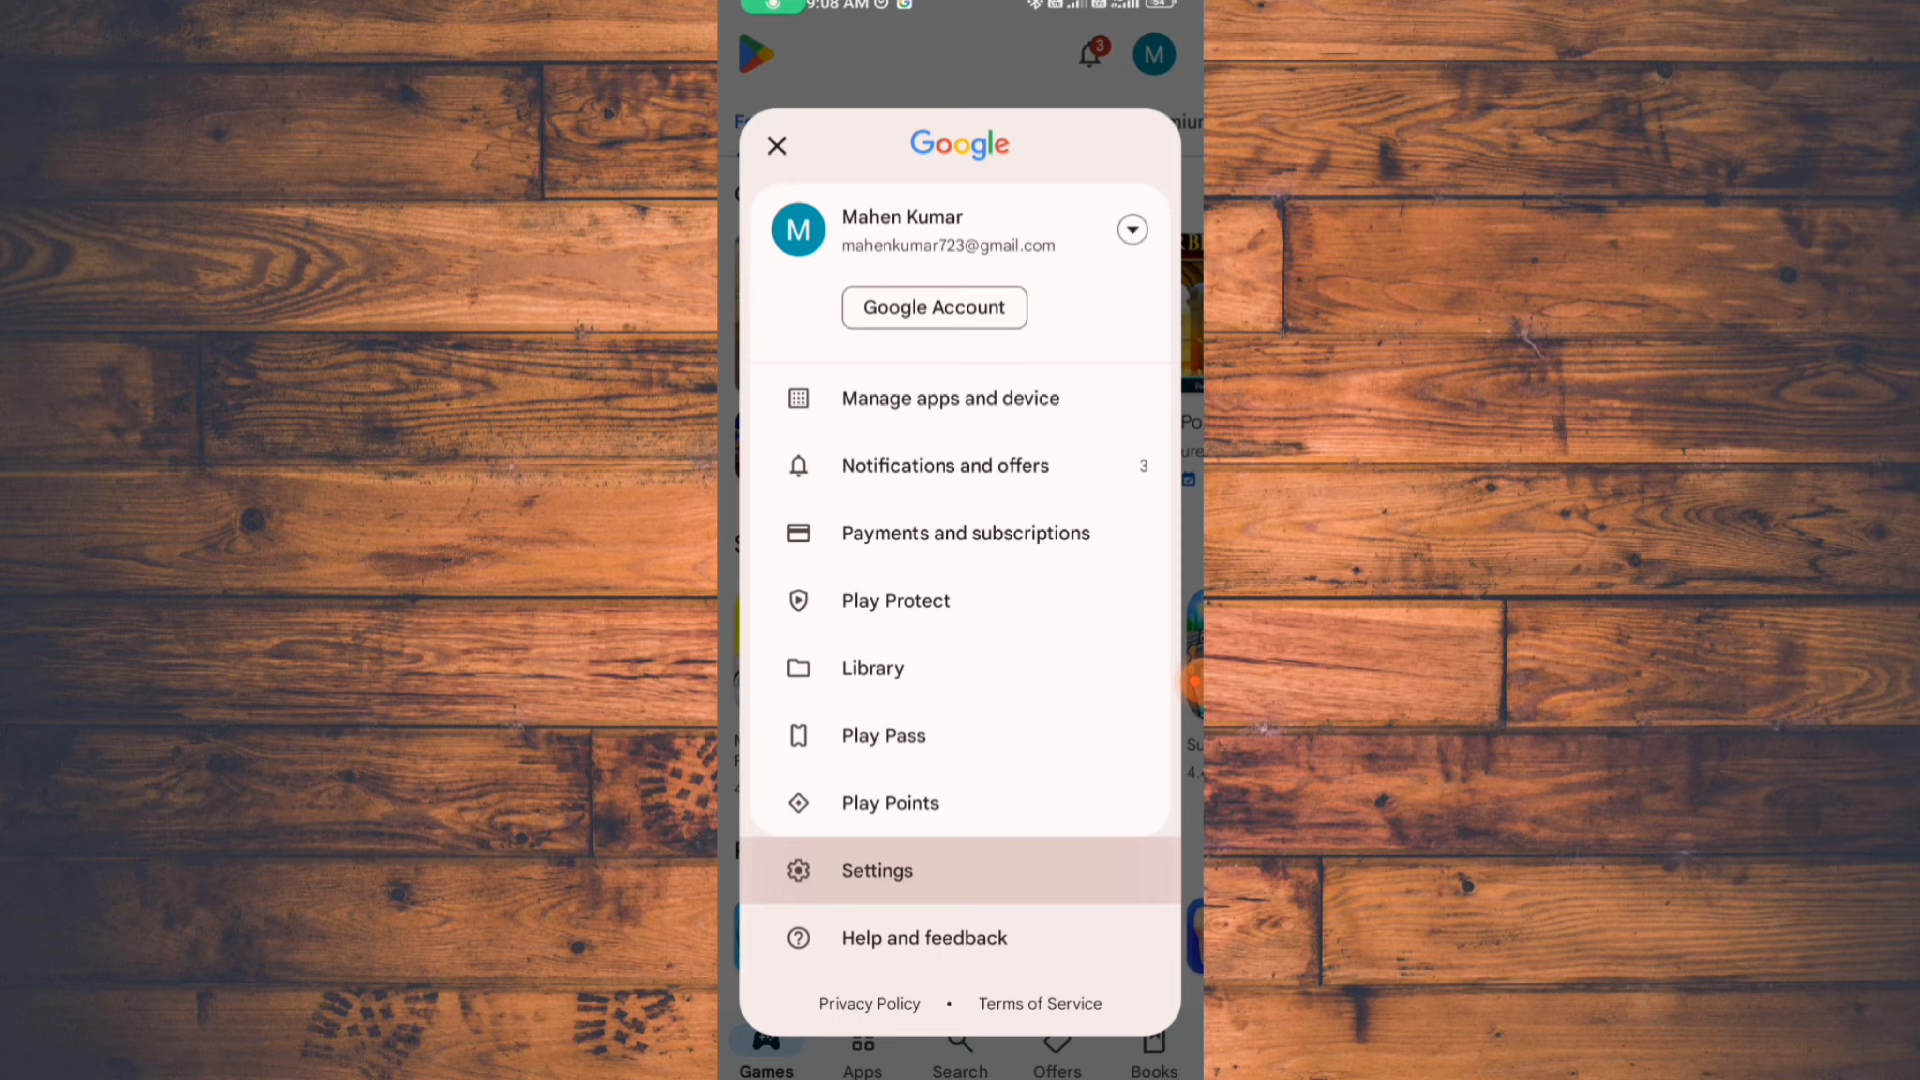 9:08 AM
54
3
M
Google
Mahen Kumar
M
mahenkumar723@gmail.com
Google Account
Manage apps and device
Notifications and offers 3
Payments and subscriptions
Play Protect
Library
Play Pass
Play Points
Settings
Help and feedback
Privacy Policy • Terms of Service
Games Apps Search Offers Books